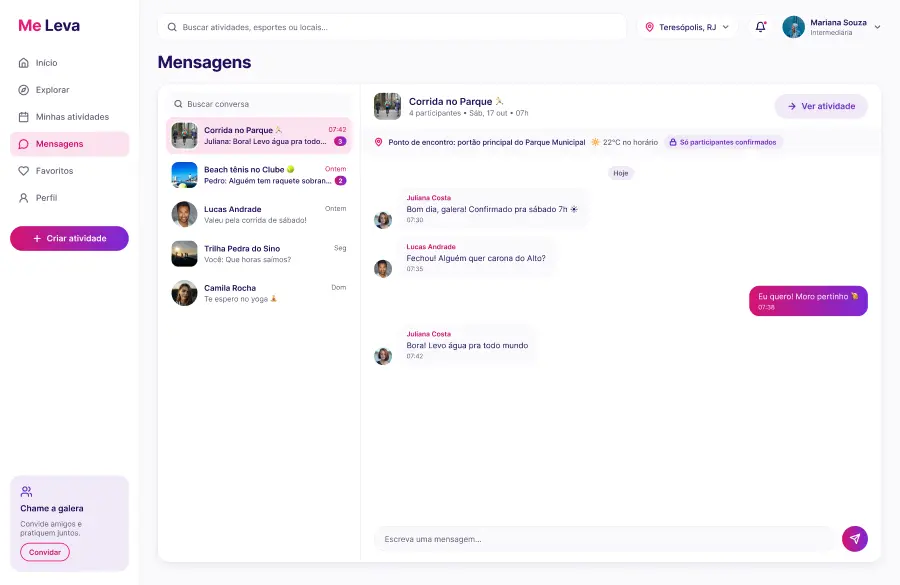 Me Leva
Início
Explorar
Minhas atividades
Mensagens
Favoritos
Perfil
+ Criar atividade
Chame a galera
Convide amigos e
pratiquem juntos.
Convidar
Buscar atividades, esportes ou locais...
Teresópolis, RJ
Mariana Souza
Intermediária
Mensagens
Buscar conversa
Corrida no Parque
07:42
Juliana: Bora! Levo água pra todo...
3
Beach tênis no Clube
Ontem
Pedro: Alguém tem raquete sobran...
2
Lucas Andrade
Ontem
Valeu pela corrida de sábado!
Trilha Pedra do Sino
Seg
Você: Que horas saímos?
Camila Rocha
Dom
Te espero no yoga
Corrida no Parque
4 participantes • Sáb, 17 out • 07h
Ver atividade
Ponto de encontro: portão principal do Parque Municipal
22°C no horário
Só participantes confirmados
Hoje
Juliana Costa
Bom dia, galera! Confirmado pra sábado 7h
07:30
Lucas Andrade
Fechou! Alguém quer carona do Alto?
07:35
Eu quero! Moro pertinho
07:38
Juliana Costa
Bora! Levo água pra todo mundo
07:42
Escreva uma mensagem...